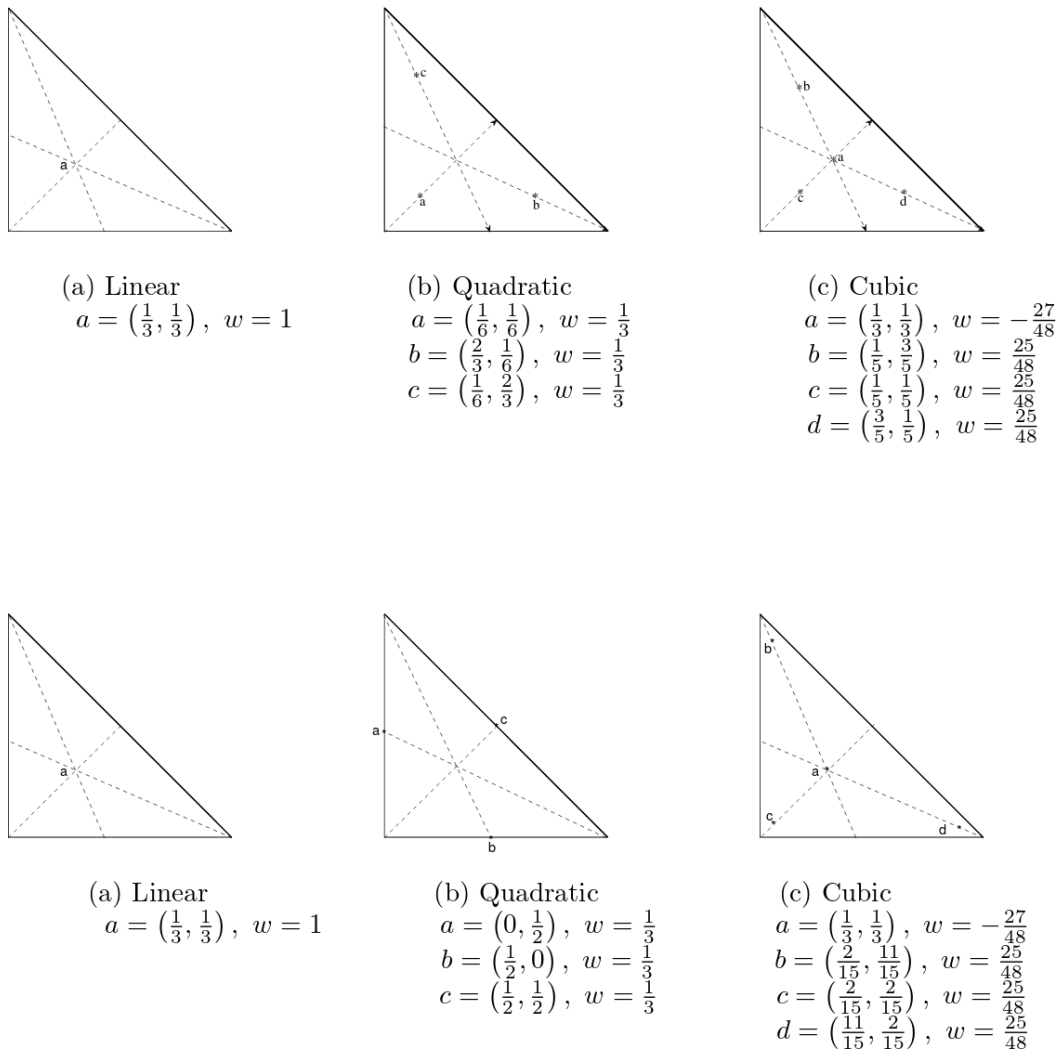 a
c
a
b
b
a
c
d
(a) Linear
a = (1/3, 1/3), w = 1
(b) Quadratic
a = (1/6, 1/6), w = 1/3
b = (2/3, 1/6), w = 1/3
c = (1/6, 2/3), w = 1/3
(c) Cubic
a = (1/3, 1/3), w = −27/48
b = (1/5, 3/5), w = 25/48
c = (1/5, 1/5), w = 25/48
d = (3/5, 1/5), w = 25/48
a
a
c
b
b
a
c
d
(a) Linear
a = (1/3, 1/3), w = 1
(b) Quadratic
a = (0, 1/2), w = 1/3
b = (1/2, 0), w = 1/3
c = (1/2, 1/2), w = 1/3
(c) Cubic
a = (1/3, 1/3), w = −27/48
b = (2/15, 11/15), w = 25/48
c = (2/15, 2/15), w = 25/48
d = (11/15, 2/15), w = 25/48